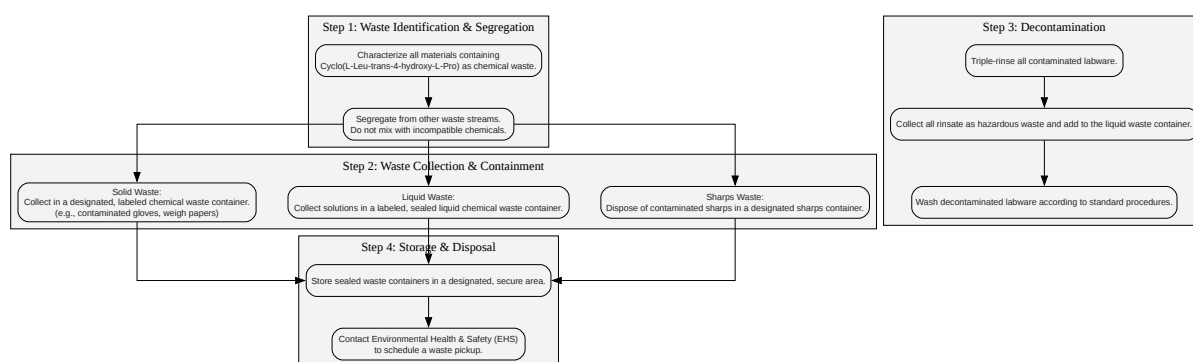 Step 1: Waste Identification & Segregation
Characterize all materials containing
Cyclo(L-Leu-trans-4-hydroxy-L-Pro) as chemical waste.
Segregate from other waste streams.
Do not mix with incompatible chemicals.
Step 2: Waste Collection & Containment
Solid Waste:
Collect in a designated, labeled chemical waste container.
(e.g., contaminated gloves, weigh papers)
Liquid Waste:
Collect solutions in a labeled, sealed liquid chemical waste container.
Sharps Waste:
Dispose of contaminated sharps in a designated sharps container.
Step 4: Storage & Disposal
Store sealed waste containers in a designated, secure area.
Contact Environmental Health & Safety (EHS)
to schedule a waste pickup.
Step 3: Decontamination
Triple-rinse all contaminated labware.
Collect all rinsate as hazardous waste and add to the liquid waste container.
Wash decontaminated labware according to standard procedures.